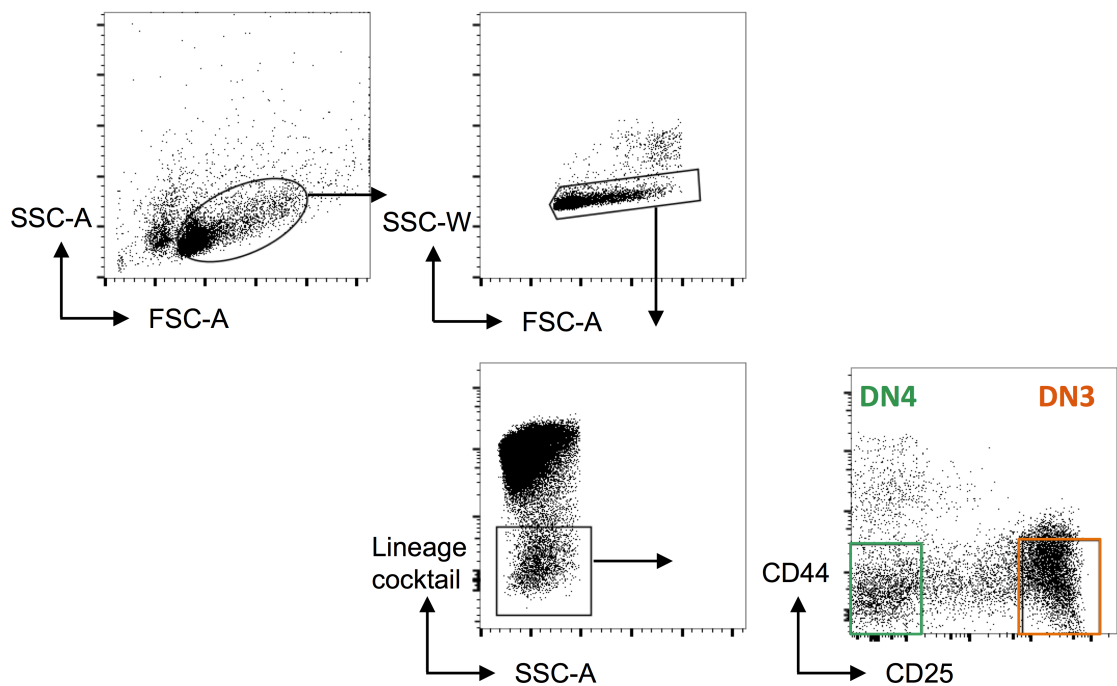 SSC-A
FSC-A
SSC-W
FSC-A
Lineage
cocktail
SSC-A
DN4
DN3
CD44
CD25